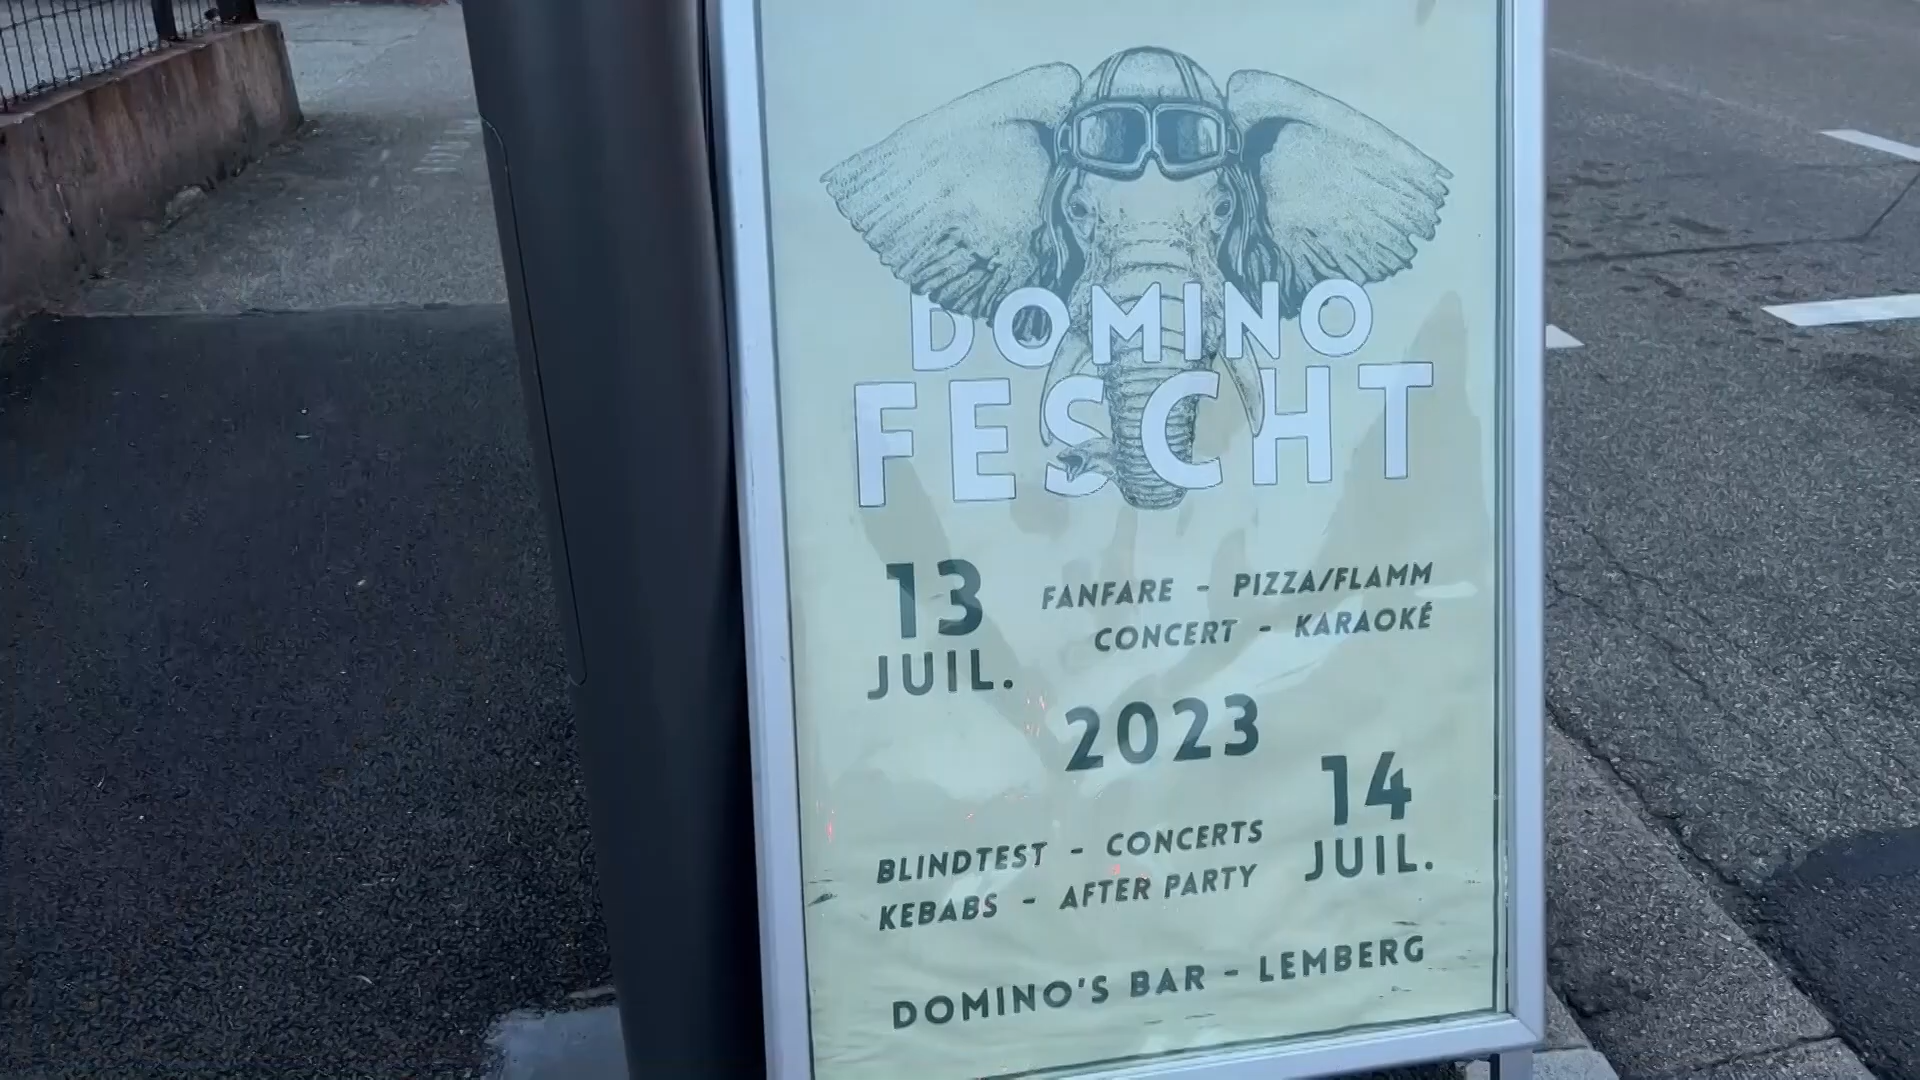 DOMINO
FESCHT
13
JUIL.
FANFARE - PIZZA/FLAMM
CONCERT - KARAOKÉ
2023
14
JUIL.
BLINDTEST - CONCERTS
KEBABS - AFTER PARTY
DOMINO'S BAR - LEMBERG